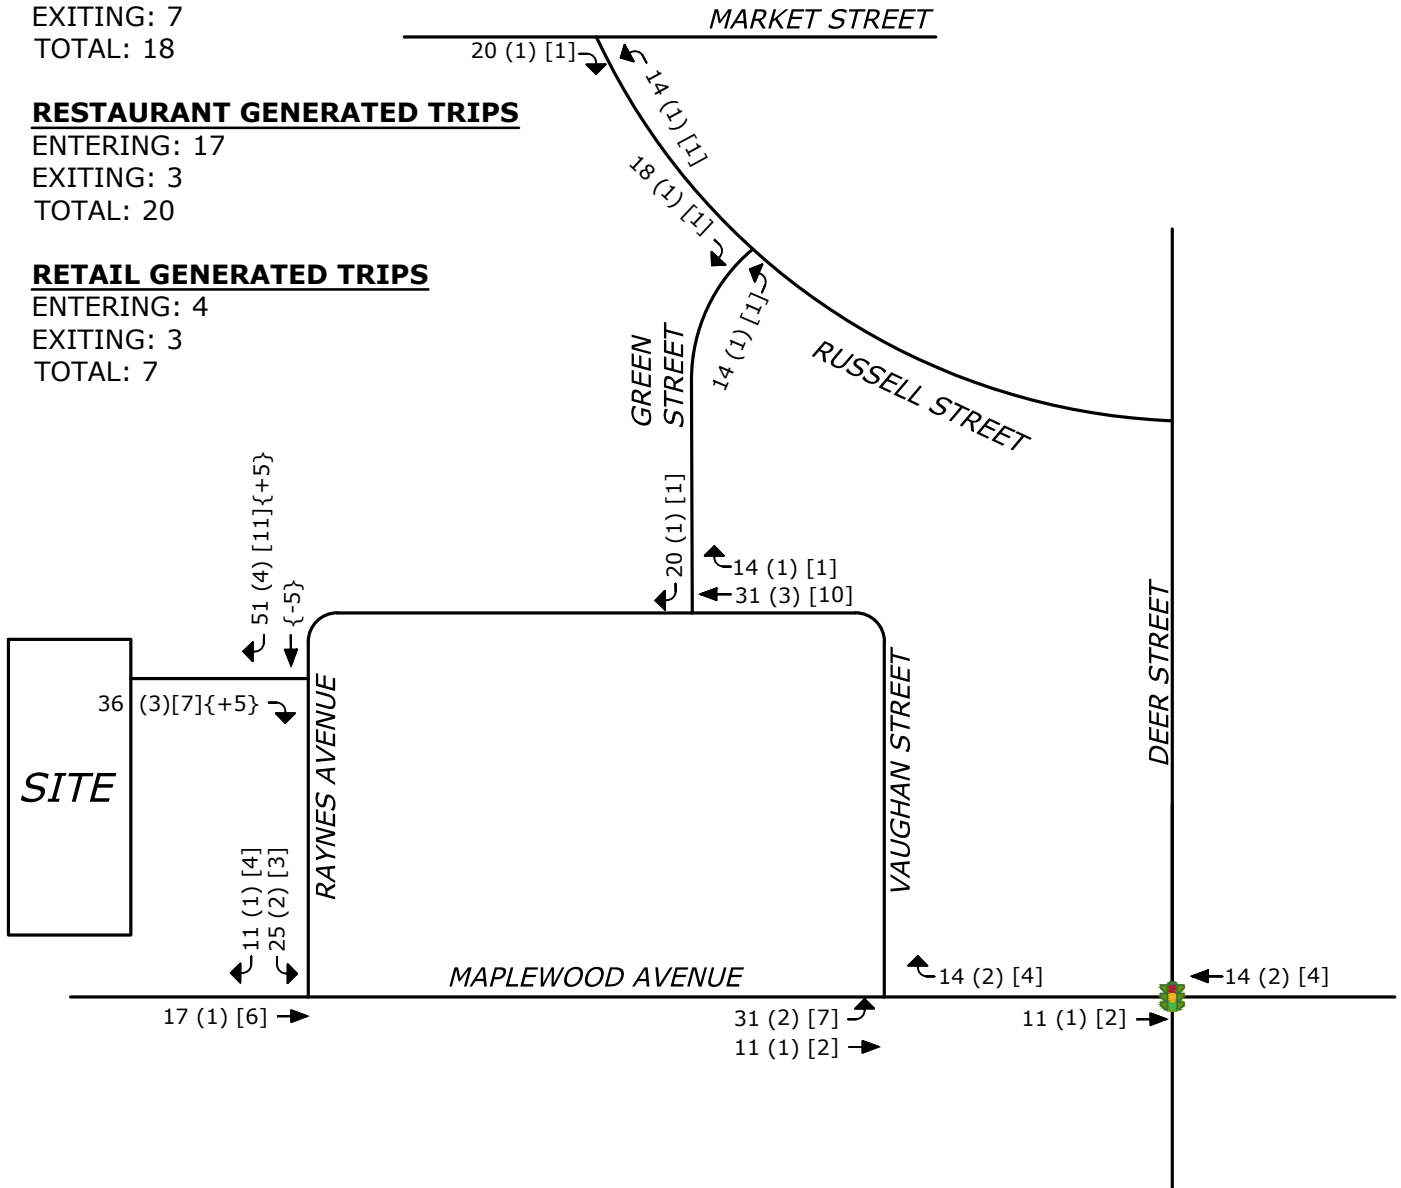 EXITING: 7
TOTAL: 18
MARKET STREET
20 (1) [1]
14 (1) [1]
RESTAURANT GENERATED TRIPS
ENTERING: 17
EXITING: 3
TOTAL: 20
18 (1) [1]
RETAIL GENERATED TRIPS
ENTERING: 4
EXITING: 3
TOTAL: 7
14 (1) [1]
GREEN
STREET
RUSSELL STREET
51 (4) [11]{+5}
{-5}
20 (1) [1]
14 (1) [1]
31 (3) [10]
36 (3)[7]{+5}
SITE
RAYNES AVENUE
VAUGHAN STREET
DEER STREET
11 (1) [4]
25 (2) [3]
MAPLEWOOD AVENUE
14 (2) [4]
14 (2) [4]
17 (1) [6]
31 (2) [7]
11 (1) [2]
11 (1) [2]